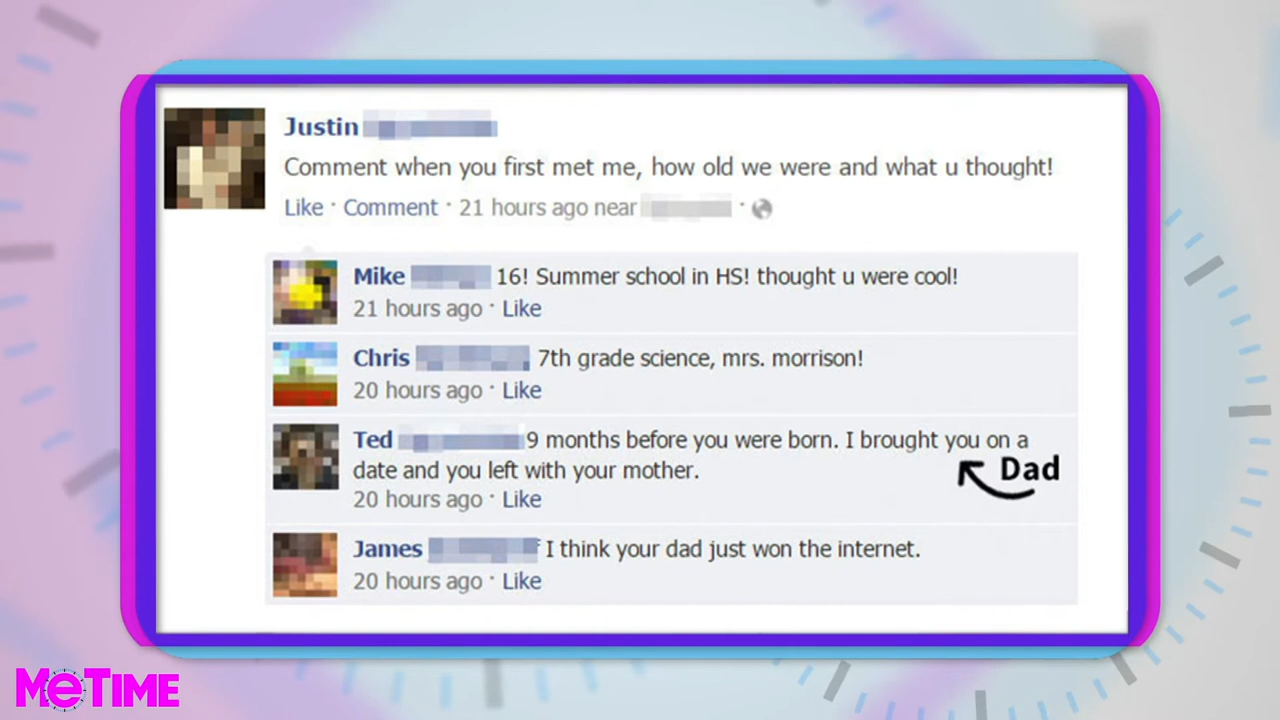 Justin
Comment when you first met me, how old we were and what u thought!
Like · Comment · 21 hours ago near ·
Mike 16! Summer school in HS! thought u were cool!
21 hours ago · Like
Chris 7th grade science, mrs. morrison!
20 hours ago · Like
Ted 9 months before you were born. I brought you on a
date and you left with your mother.
Dad
20 hours ago · Like
James I think your dad just won the internet.
20 hours ago · Like
MeTIME